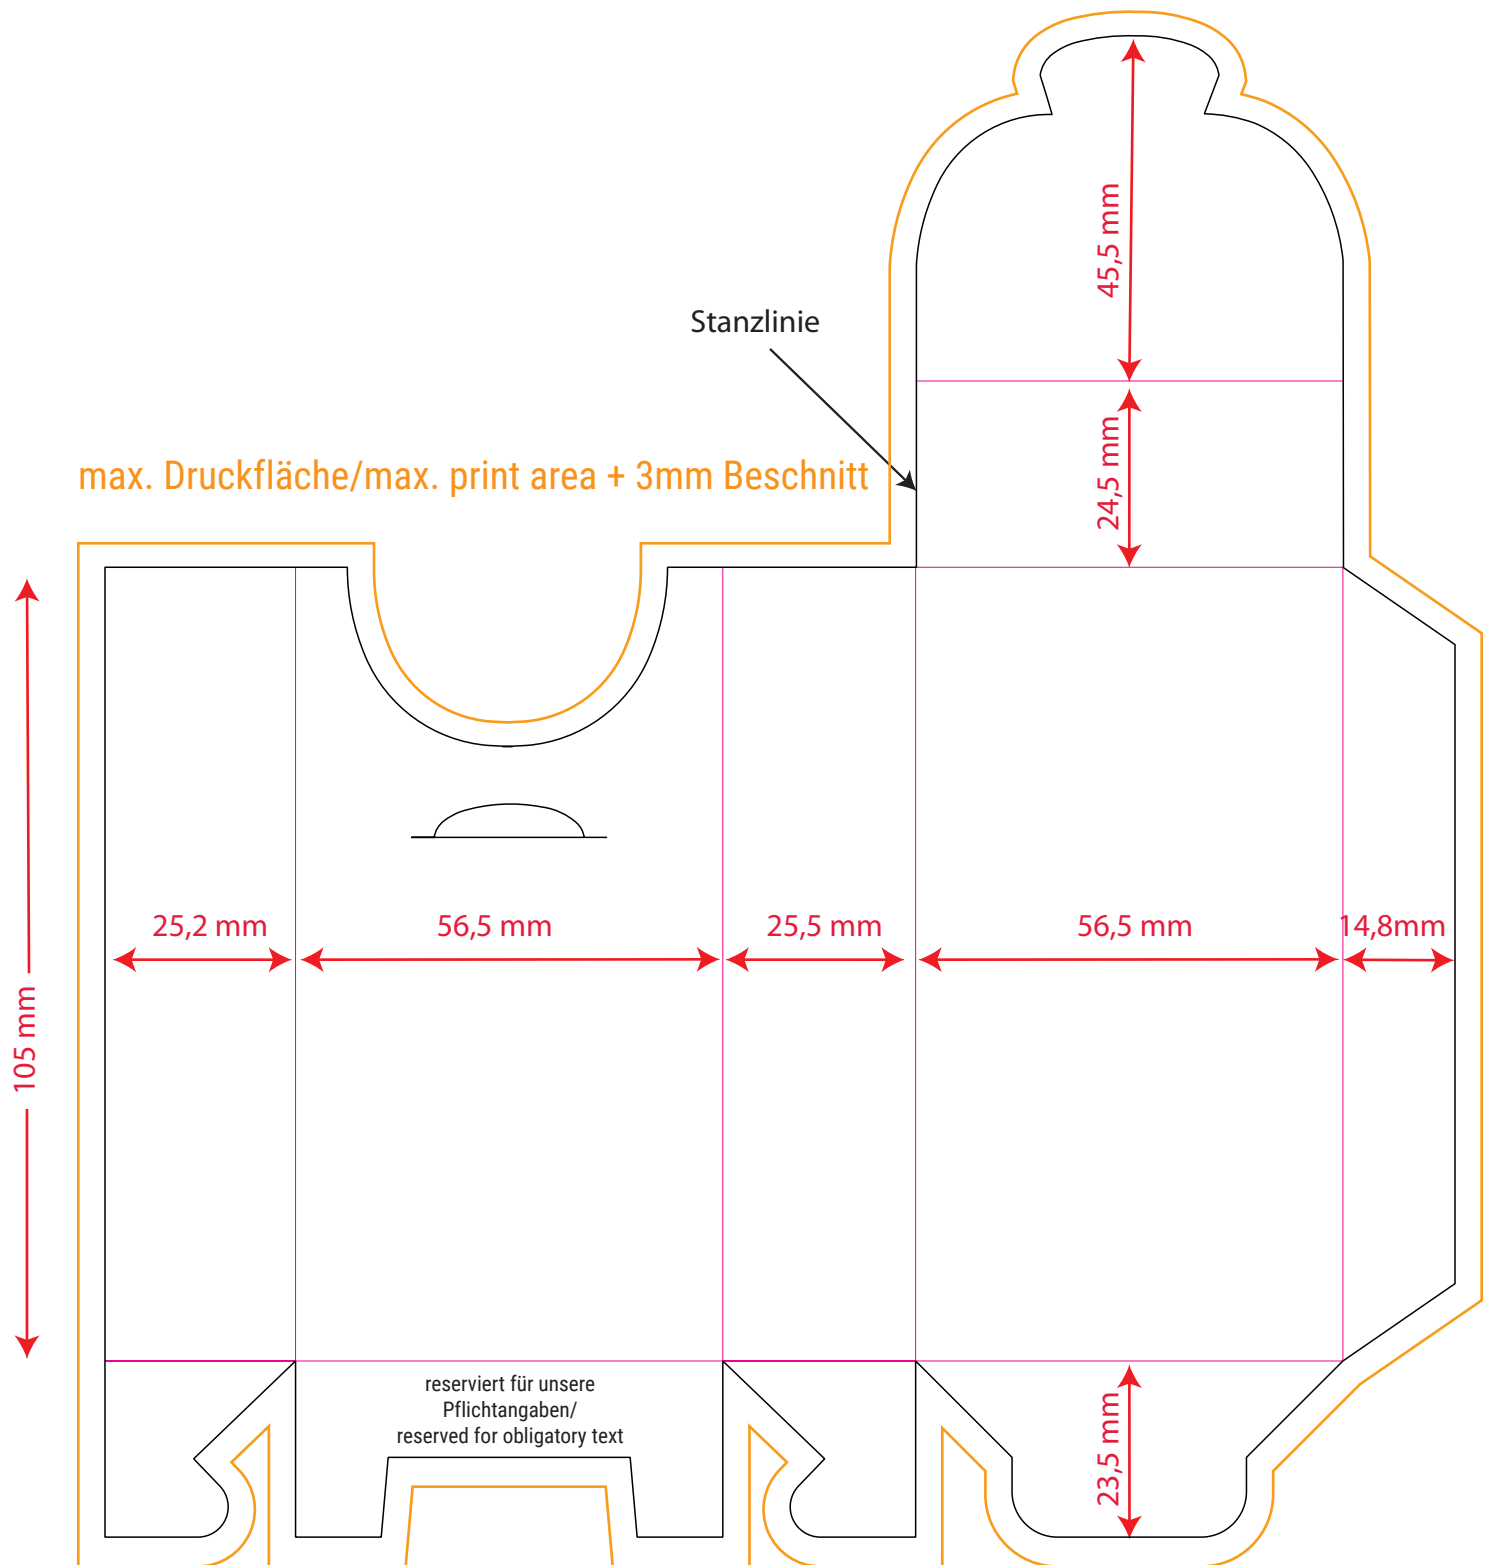 45,5 mm
Stanzlinie
24,5 mm
max. Druckfläche/max. print area + 3mm Beschnitt
25,2 mm
56,5 mm
25,5 mm
56,5 mm
14,8mm
105 mm
reserviert für unsere
Pflichtangaben/
reserved for obligatory text
23,5 mm